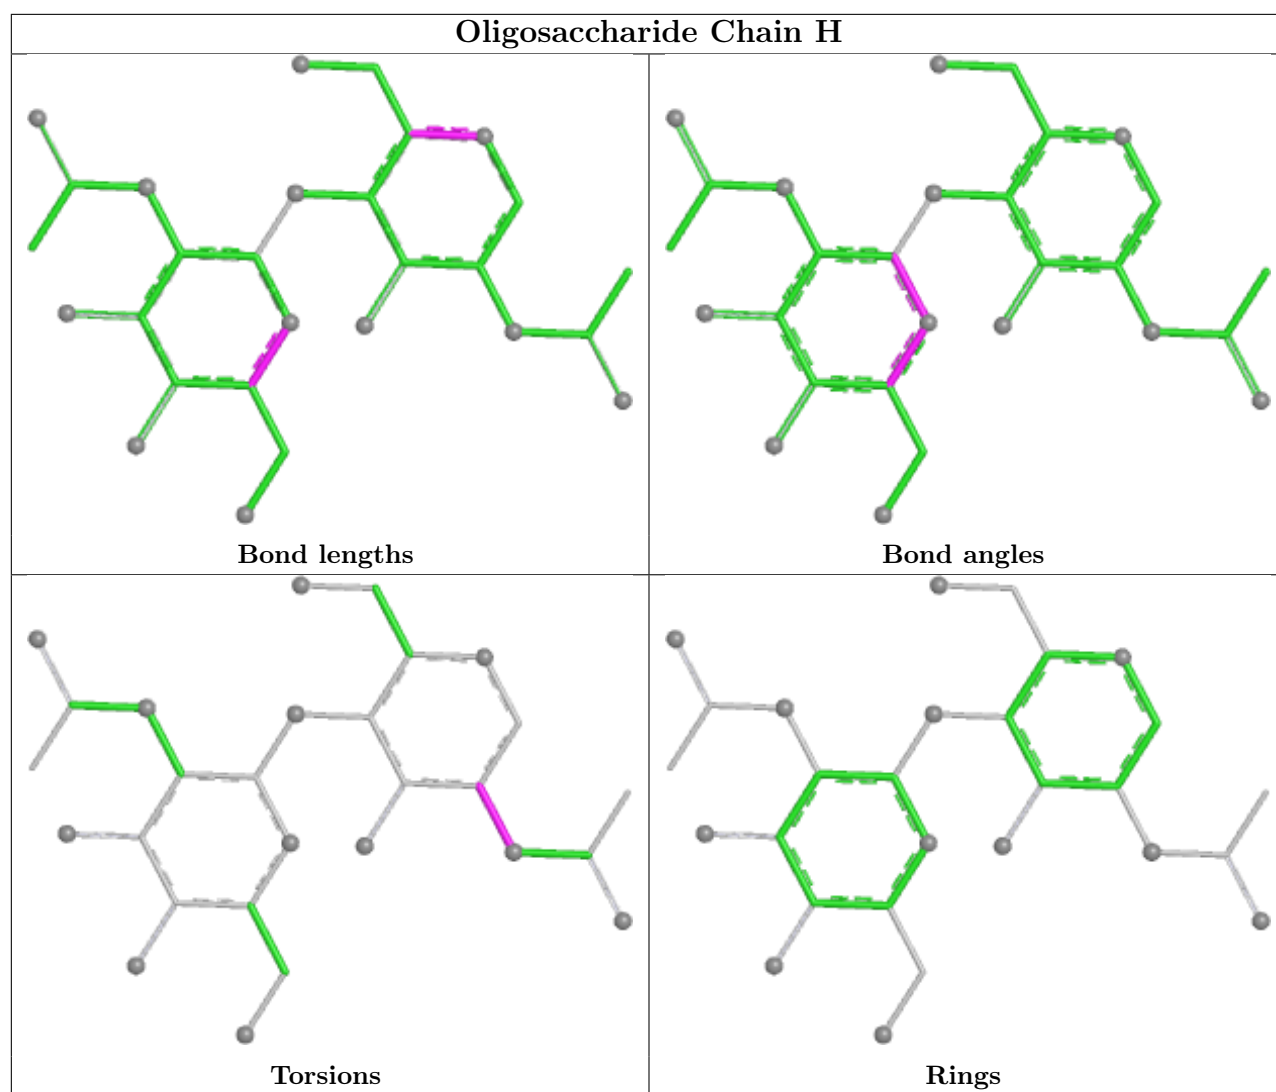 Oligosaccharide Chain H
Bond lengths
Bond angles
Torsions
Rings